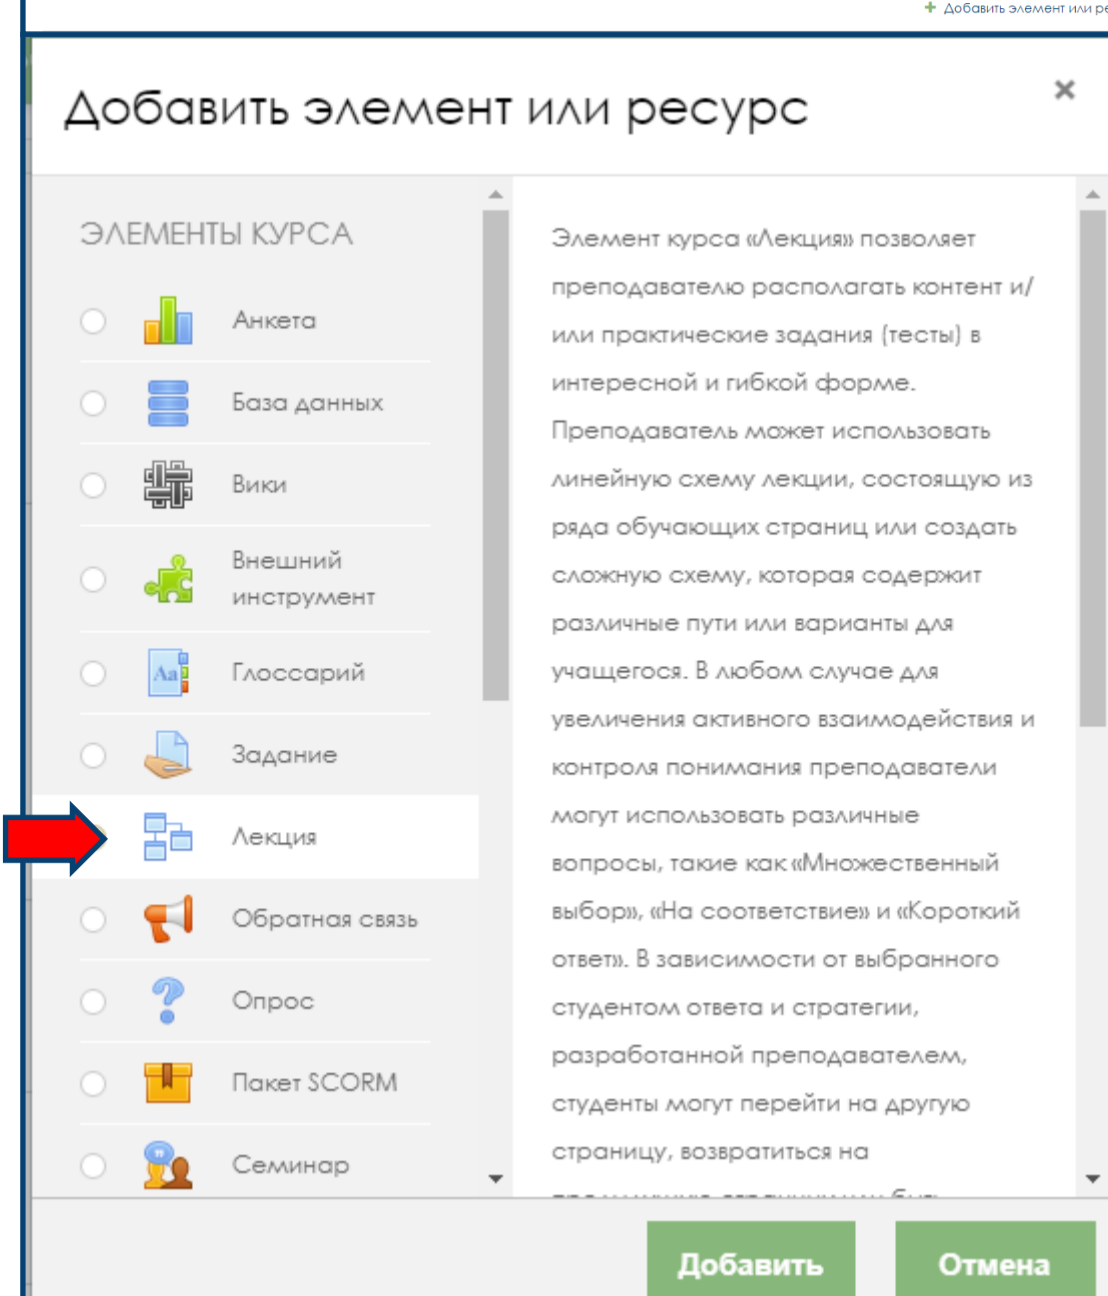 Добавить элемент или
Добавить элемент или ресурс
ЭЛЕМЕНТЫ КУРСА
Анкета
База данных
Вики
Внешний
инструмент
Глоссарий
Aa
Задание
Лекция
Обратная связь
Опрос
Пакет SCORM
Семинар
Элемент курса «Лекция» позволяет
преподавателю располагать контент и/
или практические задания (тесты) в
интересной и гибкой форме.
Преподаватель может использовать
линейную схему лекции, состоящую из
ряда обучающих страниц или создать
сложную схему, которая содержит
различные пути или варианты для
учащегося. В любом случае для
увеличения активного взаимодействия и
контроля понимания преподаватели
могут использовать различные
вопросы, такие как «Множественный
выбор», «На соответствие» и «Короткий
ответ». В зависимости от выбранного
студентом ответа и стратегии,
разработанной преподавателем,
студенты могут перейти на другую
страницу, возвратиться на
Добавить
Отмена